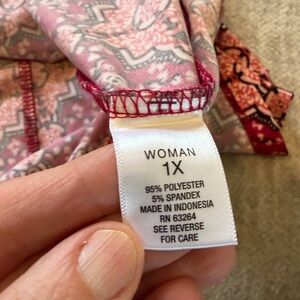 WOMAN
1X
95% POLYESTER
5% SPANDEX
MADE IN INDONESIA
RN 63264
SEE REVERSE
FOR CARE